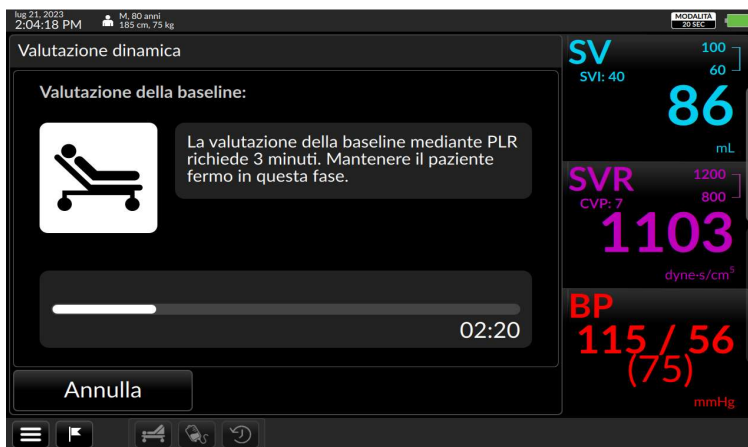 lug 21, 2023
2:04:18 PM
M, 80 anni
185 cm, 75 kg
MODALITÀ
20 SEC
Valutazione dinamica
Valutazione della baseline:
La valutazione della baseline mediante PLR
richiede 3 minuti. Mantenere il paziente
fermo in questa fase.
02:20
Annulla
SV
100
60
SVI: 40
86
mL
SVR
1200
800
CVP: 7
1103
dyne-s/cm⁵
BP
115 / 56
(75)
mmHg